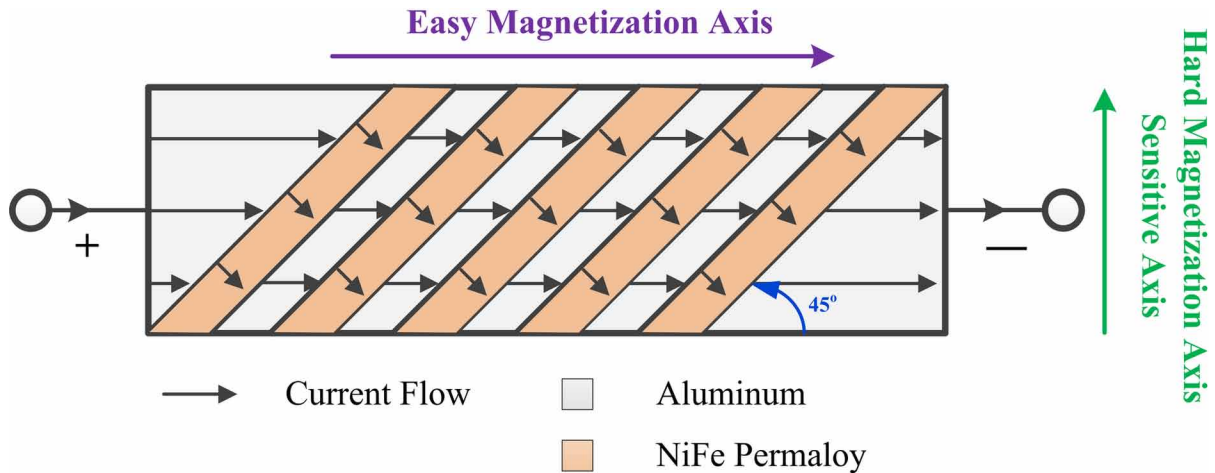 Easy Magnetization Axis
Hard Magnetization Axis
Sensitive Axis
+
−
45°
Current Flow
Aluminum
NiFe Permaloy